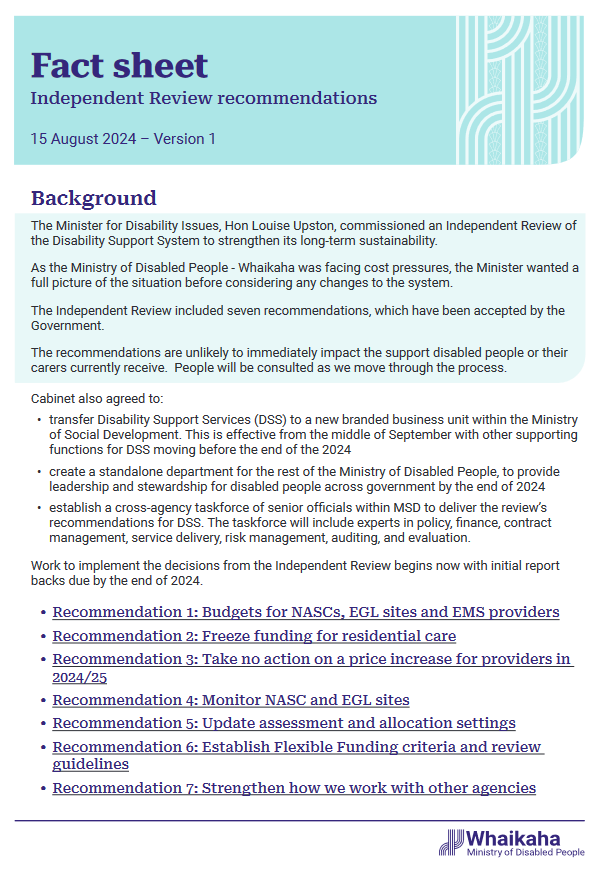 Fact sheet
Independent Review recommendations
15 August 2024 – Version 1
Background
The Minister for Disability Issues, Hon Louise Upston, commissioned an Independent Review of
the Disability Support System to strengthen its long-term sustainability.
As the Ministry of Disabled People - Whaikaha was facing cost pressures, the Minister wanted a
full picture of the situation before considering any changes to the system.
The Independent Review included seven recommendations, which have been accepted by the
Government.
The recommendations are unlikely to immediately impact the support disabled people or their
carers currently receive.  People will be consulted as we move through the process.
Cabinet also agreed to:
• transfer Disability Support Services (DSS) to a new branded business unit within the Ministry
of Social Development. This is effective from the middle of September with other supporting
functions for DSS moving before the end of the 2024
• create a standalone department for the rest of the Ministry of Disabled People, to provide
leadership and stewardship for disabled people across government by the end of 2024
• establish a cross-agency taskforce of senior officials within MSD to deliver the review's
recommendations for DSS. The taskforce will include experts in policy, finance, contract
management, service delivery, risk management, auditing, and evaluation.
Work to implement the decisions from the Independent Review begins now with initial report
backs due by the end of 2024.
• Recommendation 1: Budgets for NASCs, EGL sites and EMS providers
• Recommendation 2: Freeze funding for residential care
• Recommendation 3: Take no action on a price increase for providers in
2024/25
• Recommendation 4: Monitor NASC and EGL sites
• Recommendation 5: Update assessment and allocation settings
• Recommendation 6: Establish Flexible Funding criteria and review
guidelines
• Recommendation 7: Strengthen how we work with other agencies
Whaikaha
Ministry of Disabled People